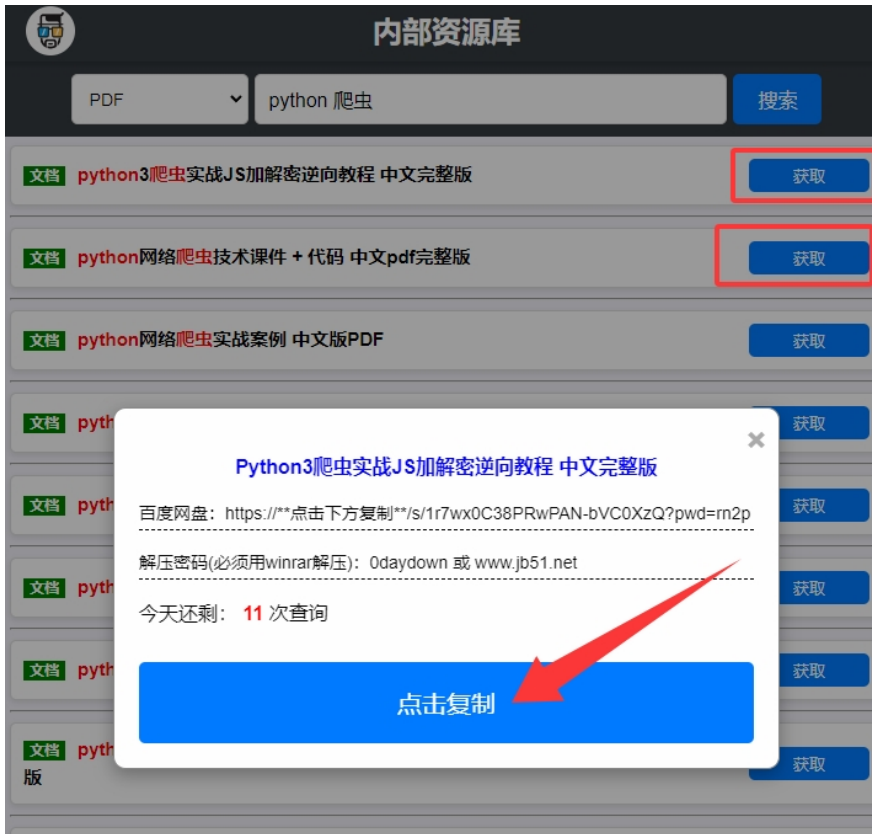 内部资源库
PDF
python 爬虫
搜索
文档 python3爬虫实战JS加解密逆向教程 中文完整版 获取
文档 python网络爬虫技术课件 + 代码 中文pdf完整版 获取
文档 python网络爬虫实战案例 中文版PDF 获取
文档 pyth 获取
×
Python3爬虫实战JS加解密逆向教程 中文完整版
百度网盘：https://**点击下方复制**/s/1r7wx0C38PRwPAN-bVC0XzQ?pwd=rn2p
文档 pyth 获取
解压密码(必须用winrar解压)：0daydown 或 www.jb51.net
文档 pyth 获取
今天还剩： 11 次查询
文档 pyth 获取
点击复制
文档 pyth 获取
版